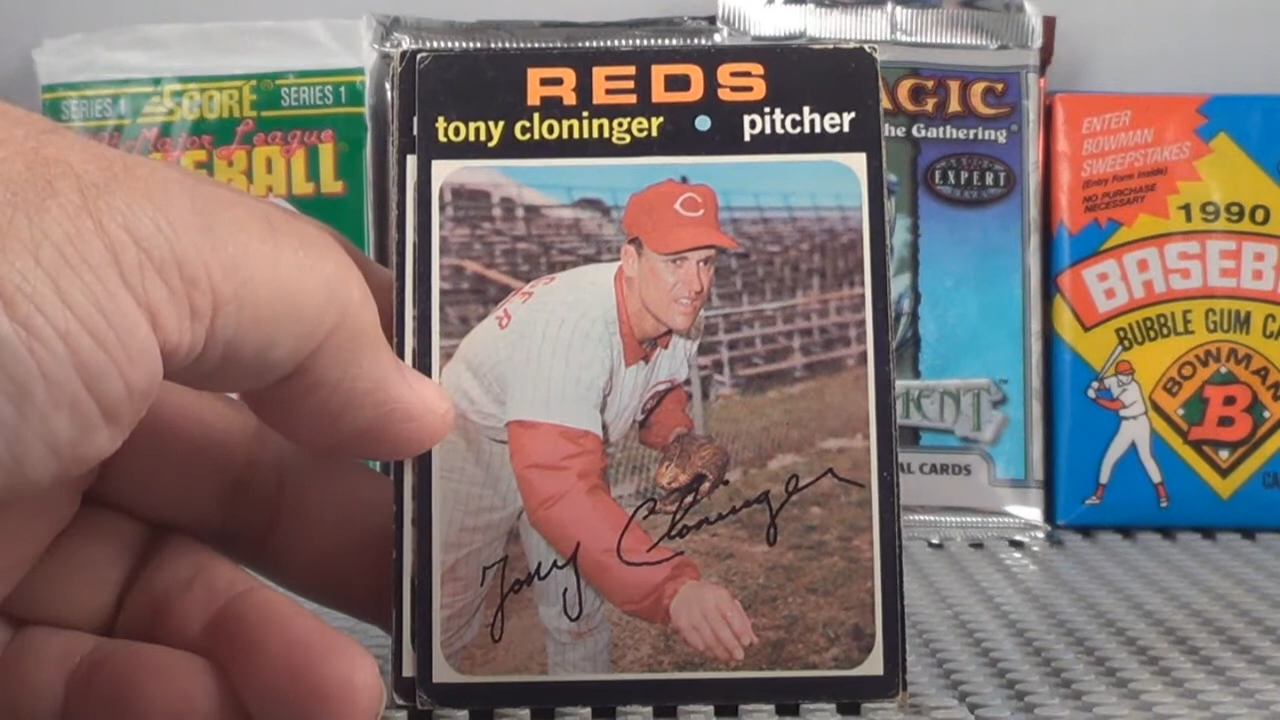 REDS
tony cloninger • pitcher
Tony Cloninger
C
SERIES 1 SCORE® SERIES 1
Major League
AGIC
he Gathering®
EXPERT
ENT™
AL CARDS
ENTER
BOWMAN
SWEEPSTAKES
(Entry Form Inside)
NO PURCHASE
NECESSARY
1990
BASEB
BUBBLE GUM C
BOWMAN
B
CA